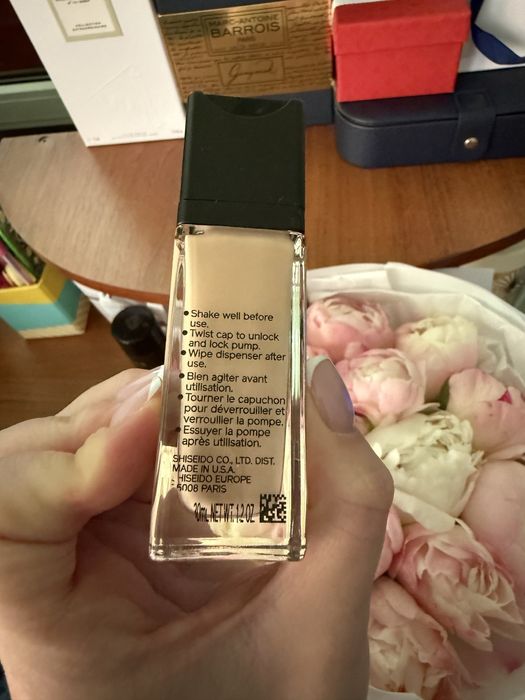 MARC-ANTOINE
BARROIS
PARIS
• Shake well before
use.
• Twist cap to unlock
and lock pump.
• Wipe dispenser after
use.
• Bien agiter avant
utilisation.
• Tourner le capuchon
pour déverrouiller et
verrouiller la pompe.
• Essuyer la pompe
après utilisation.
SHISEIDO CO., LTD. DIST.
MADE IN U.S.A.
SHISEIDO EUROPE
75008 PARIS
30mL NET WT. 1.2 OZ